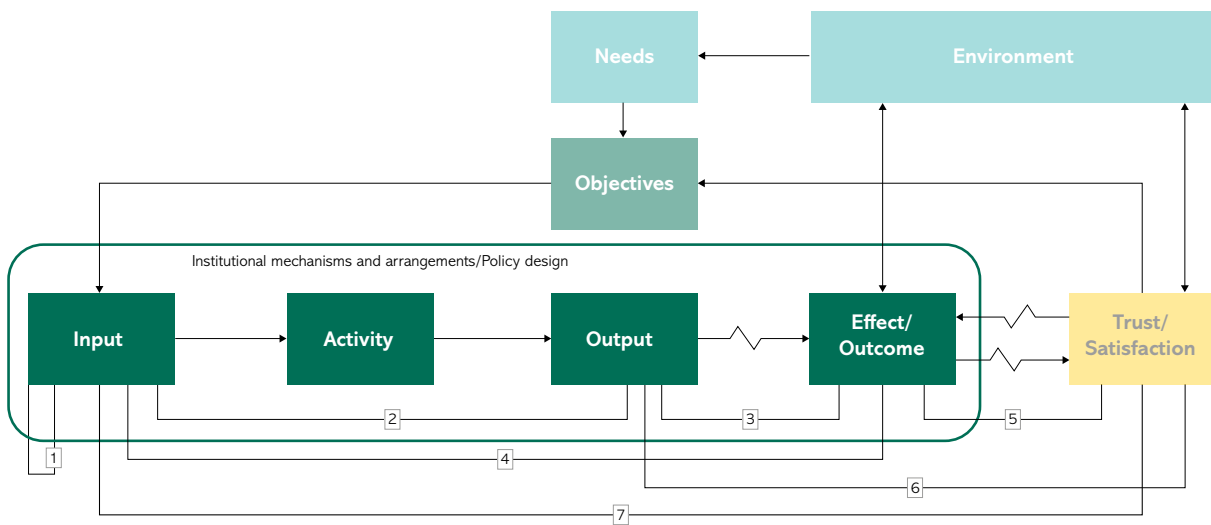 Needs
Environment
Objectives
Institutional mechanisms and arrangements/Policy design
Input
Activity
Output
Effect/
Outcome
Trust/
Satisfaction
2
3
5
1
4
6
7